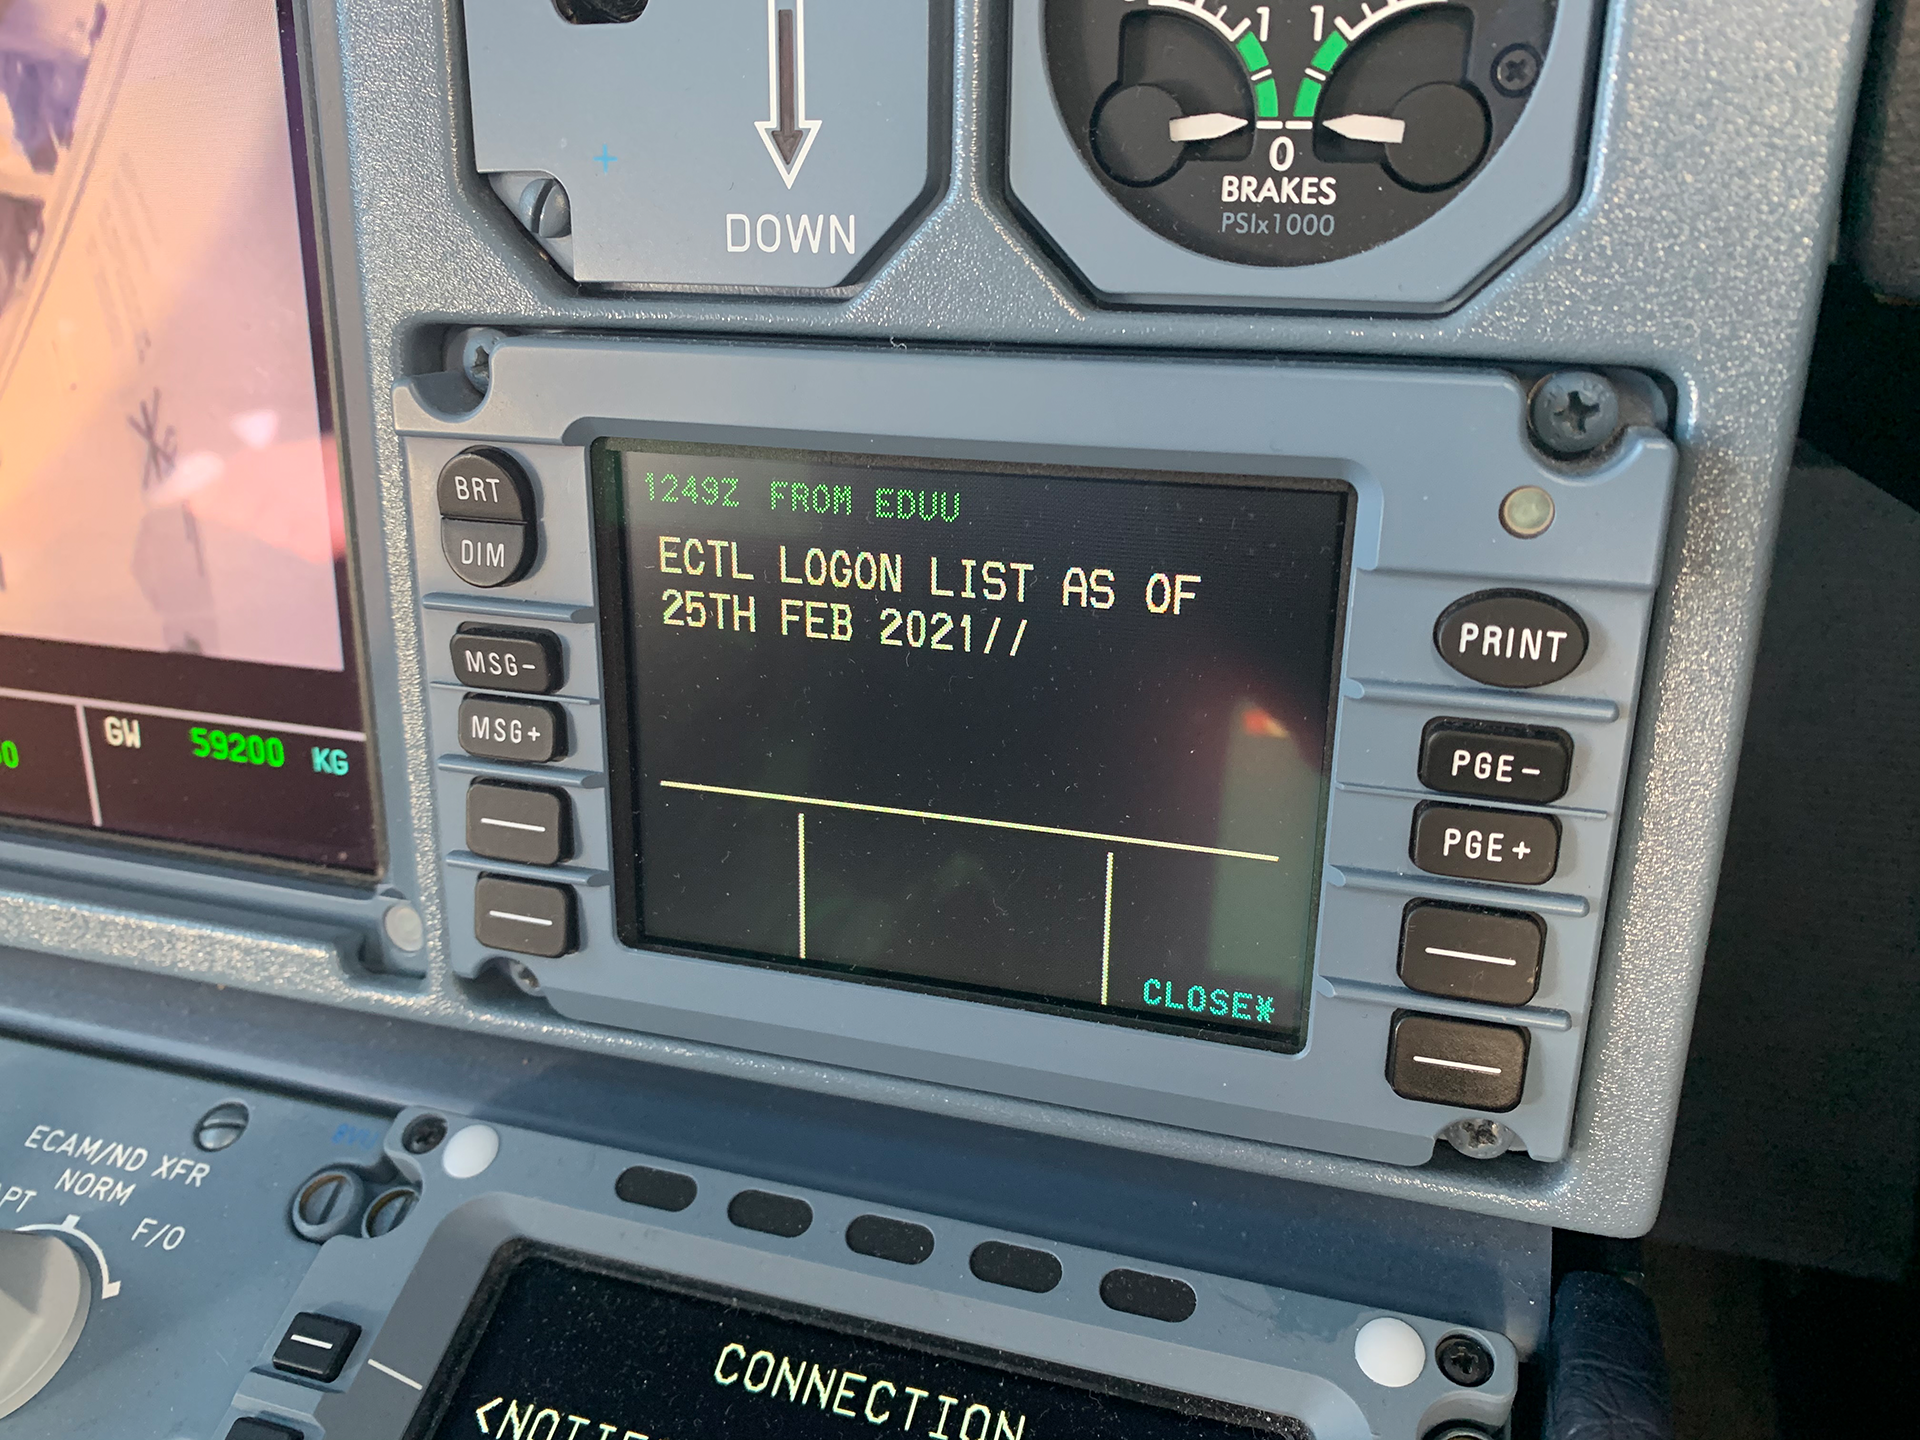 1 1
0
BRAKES
PSIx1000
DOWN
BRT
DIM
MSG-
MSG+
1249Z FROM EDUU
ECTL LOGON LIST AS OF
25TH FEB 2021//
CLOSE*
PRINT
PGE-
PGE+
0
GW 59200 KG
ECAM/ND XFR
NORM
F/O
CONNECTION